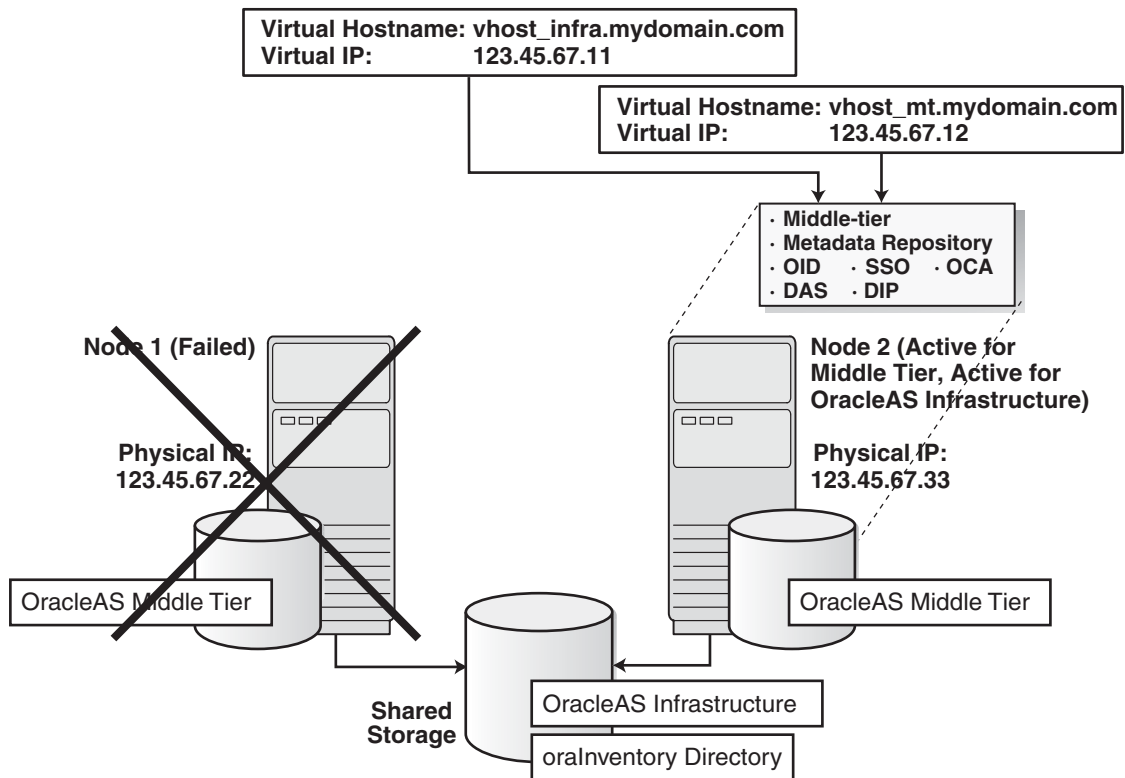 Virtual Hostname: vhost_infra.mydomain.com
Virtual IP: 123.45.67.11
Virtual Hostname: vhost_mt.mydomain.com
Virtual IP: 123.45.67.12
· Middle-tier
· Metadata Repository
· OID · SSO · OCA
· DAS · DIP
Node 1 (Failed)
Physical IP:
123.45.67.22
OracleAS Middle Tier
Node 2 (Active for
Middle Tier, Active for
OracleAS Infrastructure)
Physical IP:
123.45.67.33
OracleAS Middle Tier
Shared
Storage
OracleAS Infrastructure
oraInventory Directory